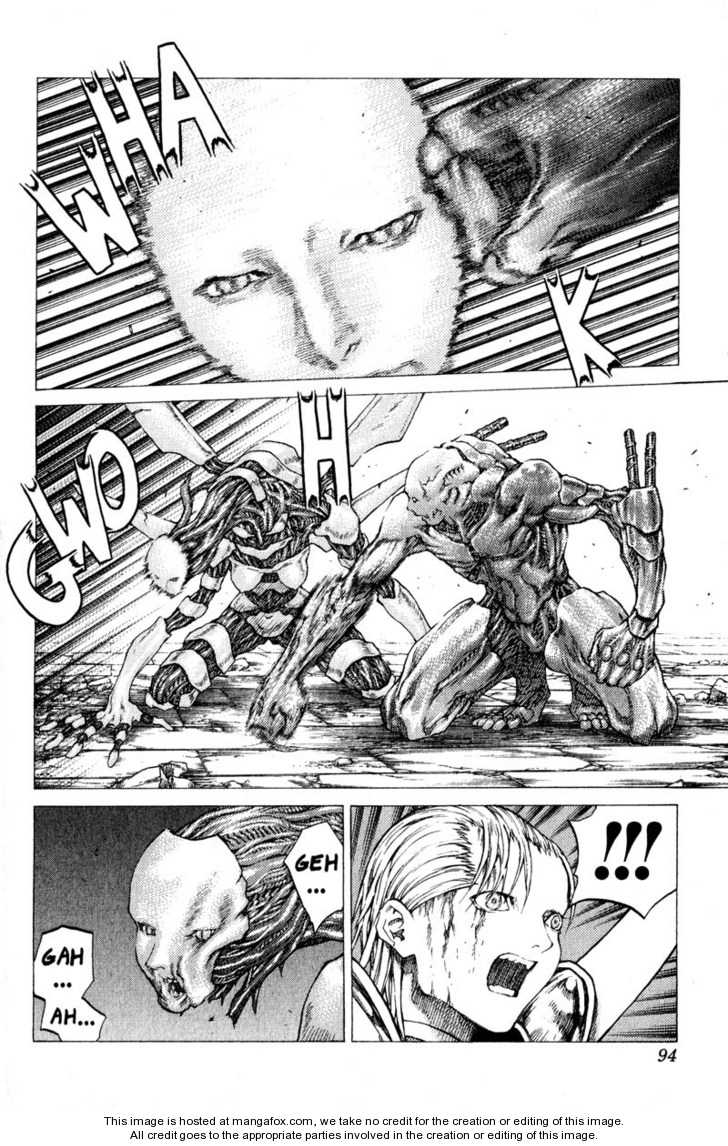 WHA
K
GWO
H
GEH
...
GAH
...
AH...
!!!
94
This image is hosted at mangafox.com, we take no credit for the creation or editing of this image.
All credit goes to the appropriate parties involved in the creation or editing of this image.